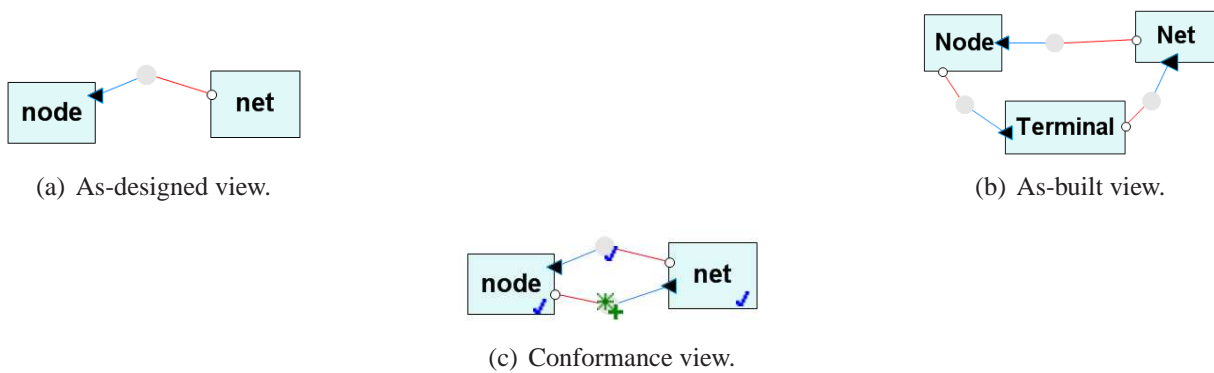 node
net
(a) As-designed view.
Node
Net
Terminal
(b) As-built view.
node
net
(c) Conformance view.